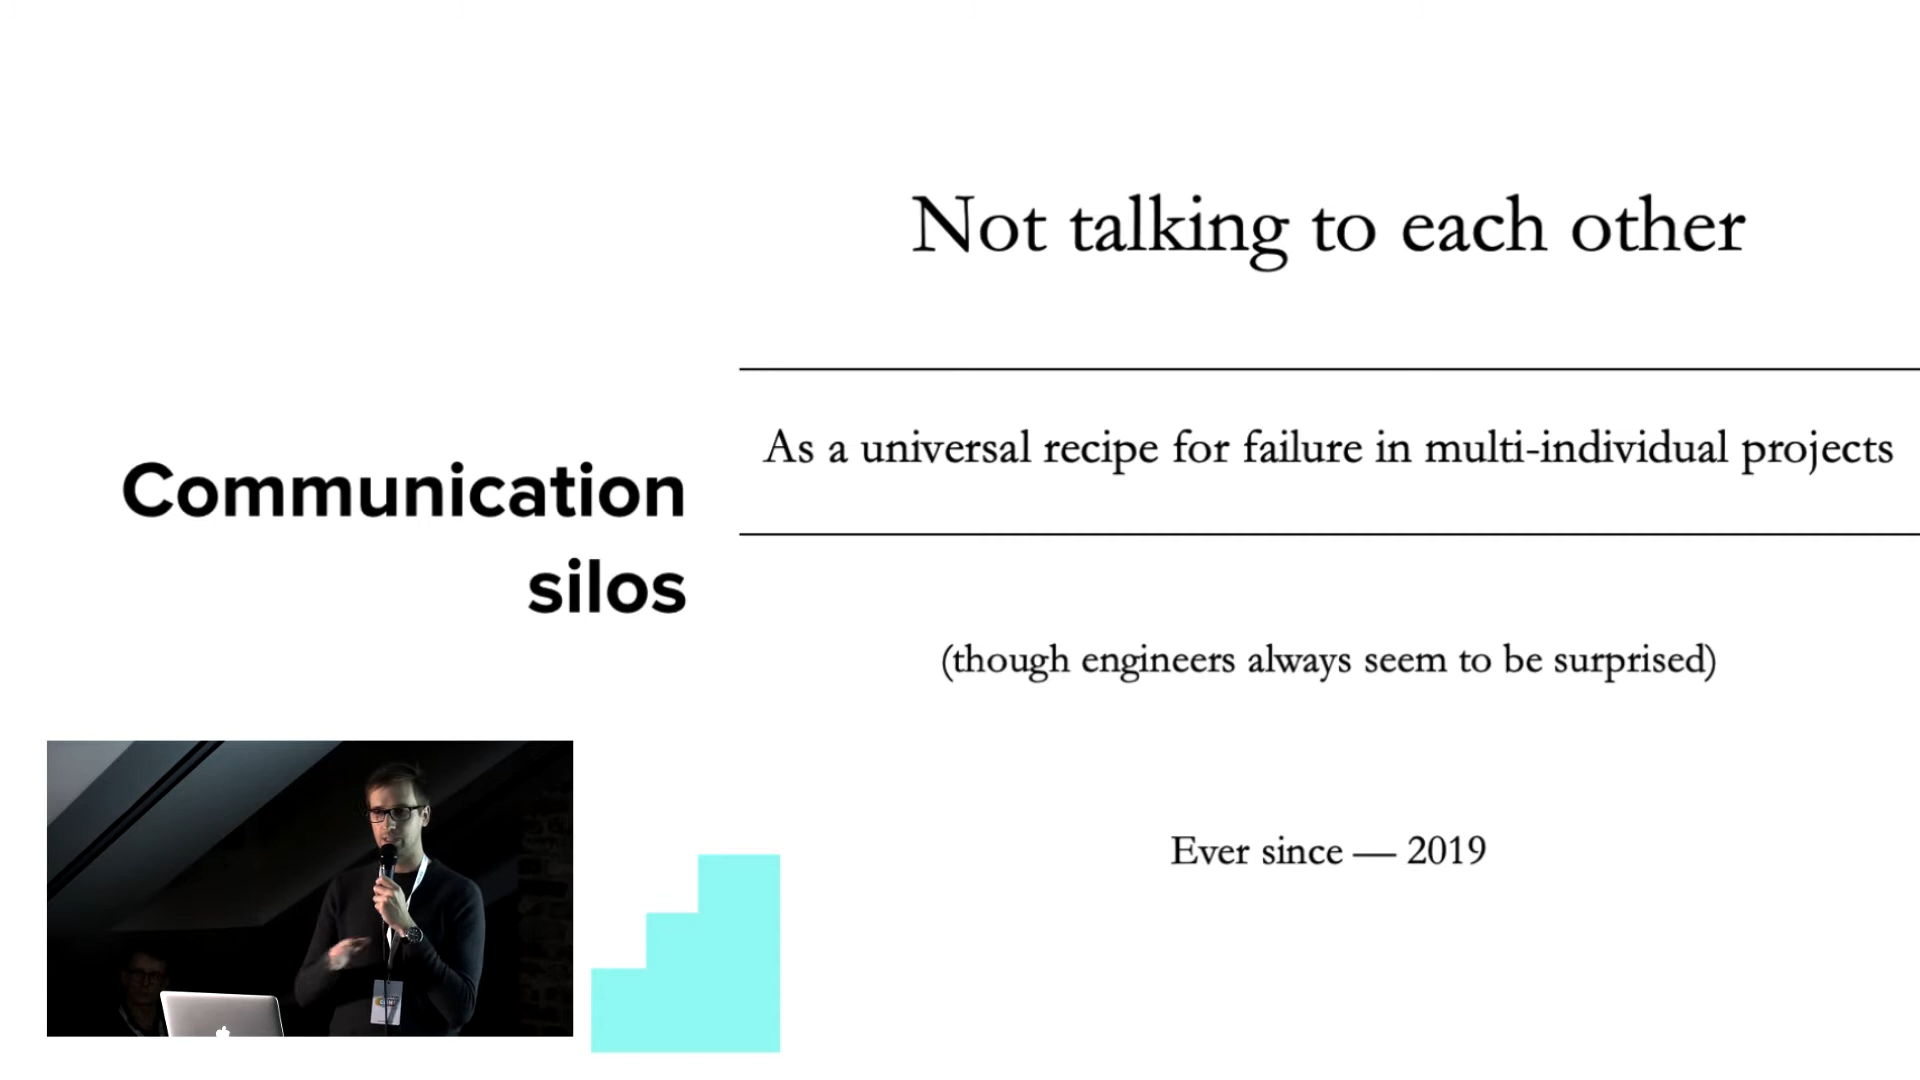 Communication
silos
Not talking to each other
As a universal recipe for failure in multi-individual projects
(though engineers always seem to be surprised)
Ever since — 2019